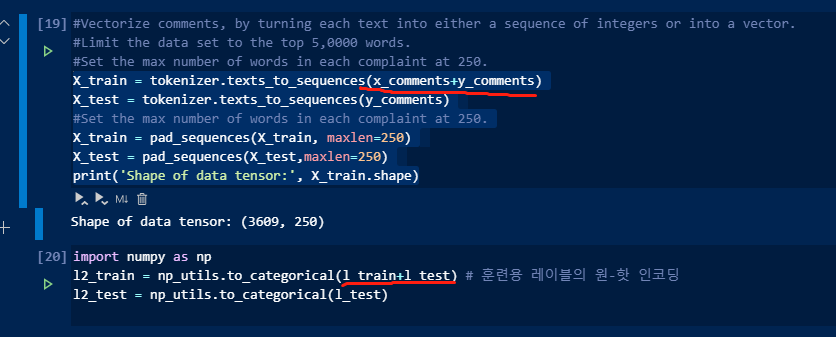 [19] #Vectorize comments, by turning each text into either a sequence of integers or into a vector.
#Limit the data set to the top 5,0000 words.
#Set the max number of words in each complaint at 250.
X_train = tokenizer.texts_to_sequences(x_comments+y_comments)
X_test = tokenizer.texts_to_sequences(y_comments)
#Set the max number of words in each complaint at 250.
X_train = pad_sequences(X_train, maxlen=250)
X_test = pad_sequences(X_test,maxlen=250)
print('Shape of data tensor:', X_train.shape)
M↓
Shape of data tensor: (3609, 250)
[20] import numpy as np
l2_train = np_utils.to_categorical(l_train+l_test) # 훈련용 레이블의 원-핫 인코딩
l2_test = np_utils.to_categorical(l_test)